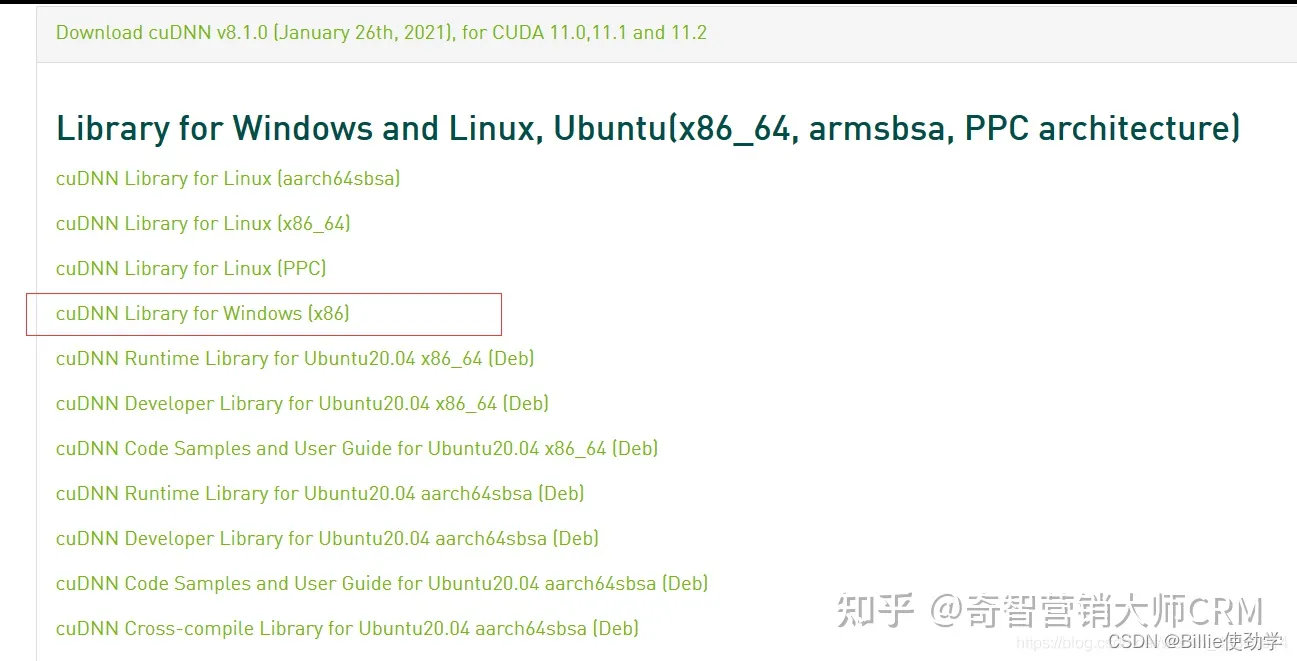 Download cuDNN v8.1.0 (January 26th, 2021), for CUDA 11.0,11.1 and 11.2
Library for Windows and Linux, Ubuntu(x86_64, armsbsa, PPC architecture)
cuDNN Library for Linux (aarch64sbsa)
cuDNN Library for Linux (x86_64)
cuDNN Library for Linux (PPC)
cuDNN Library for Windows (x86)
cuDNN Runtime Library for Ubuntu20.04 x86_64 (Deb)
cuDNN Developer Library for Ubuntu20.04 x86_64 (Deb)
cuDNN Code Samples and User Guide for Ubuntu20.04 x86_64 (Deb)
cuDNN Runtime Library for Ubuntu20.04 aarch64sbsa (Deb)
cuDNN Developer Library for Ubuntu20.04 aarch64sbsa (Deb)
cuDNN Code Samples and User Guide for Ubuntu20.04 aarch64sbsa (Deb)
cuDNN Cross-compile Library for Ubuntu20.04 aarch64sbsa (Deb)
知乎 @奇智营销大师CRM
CSDN @Billie使劲学